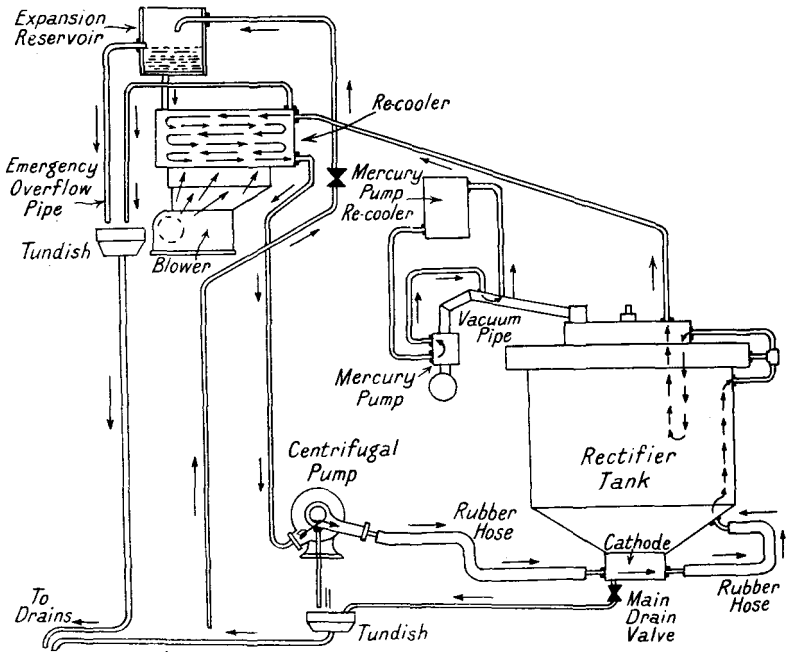 Expansion
Reservoir
Re-cooler
Emergency
Overflow
Pipe
Mercury
Pump
Re-cooler
Tundish
Blower
Vacuum
Pipe
Mercury
Pump
Centrifugal
Pump
Rectifier
Tank
Rubber
Hose
Cathode
Rubber
Hose
To
Drains
Tundish
Main
Drain
Valve